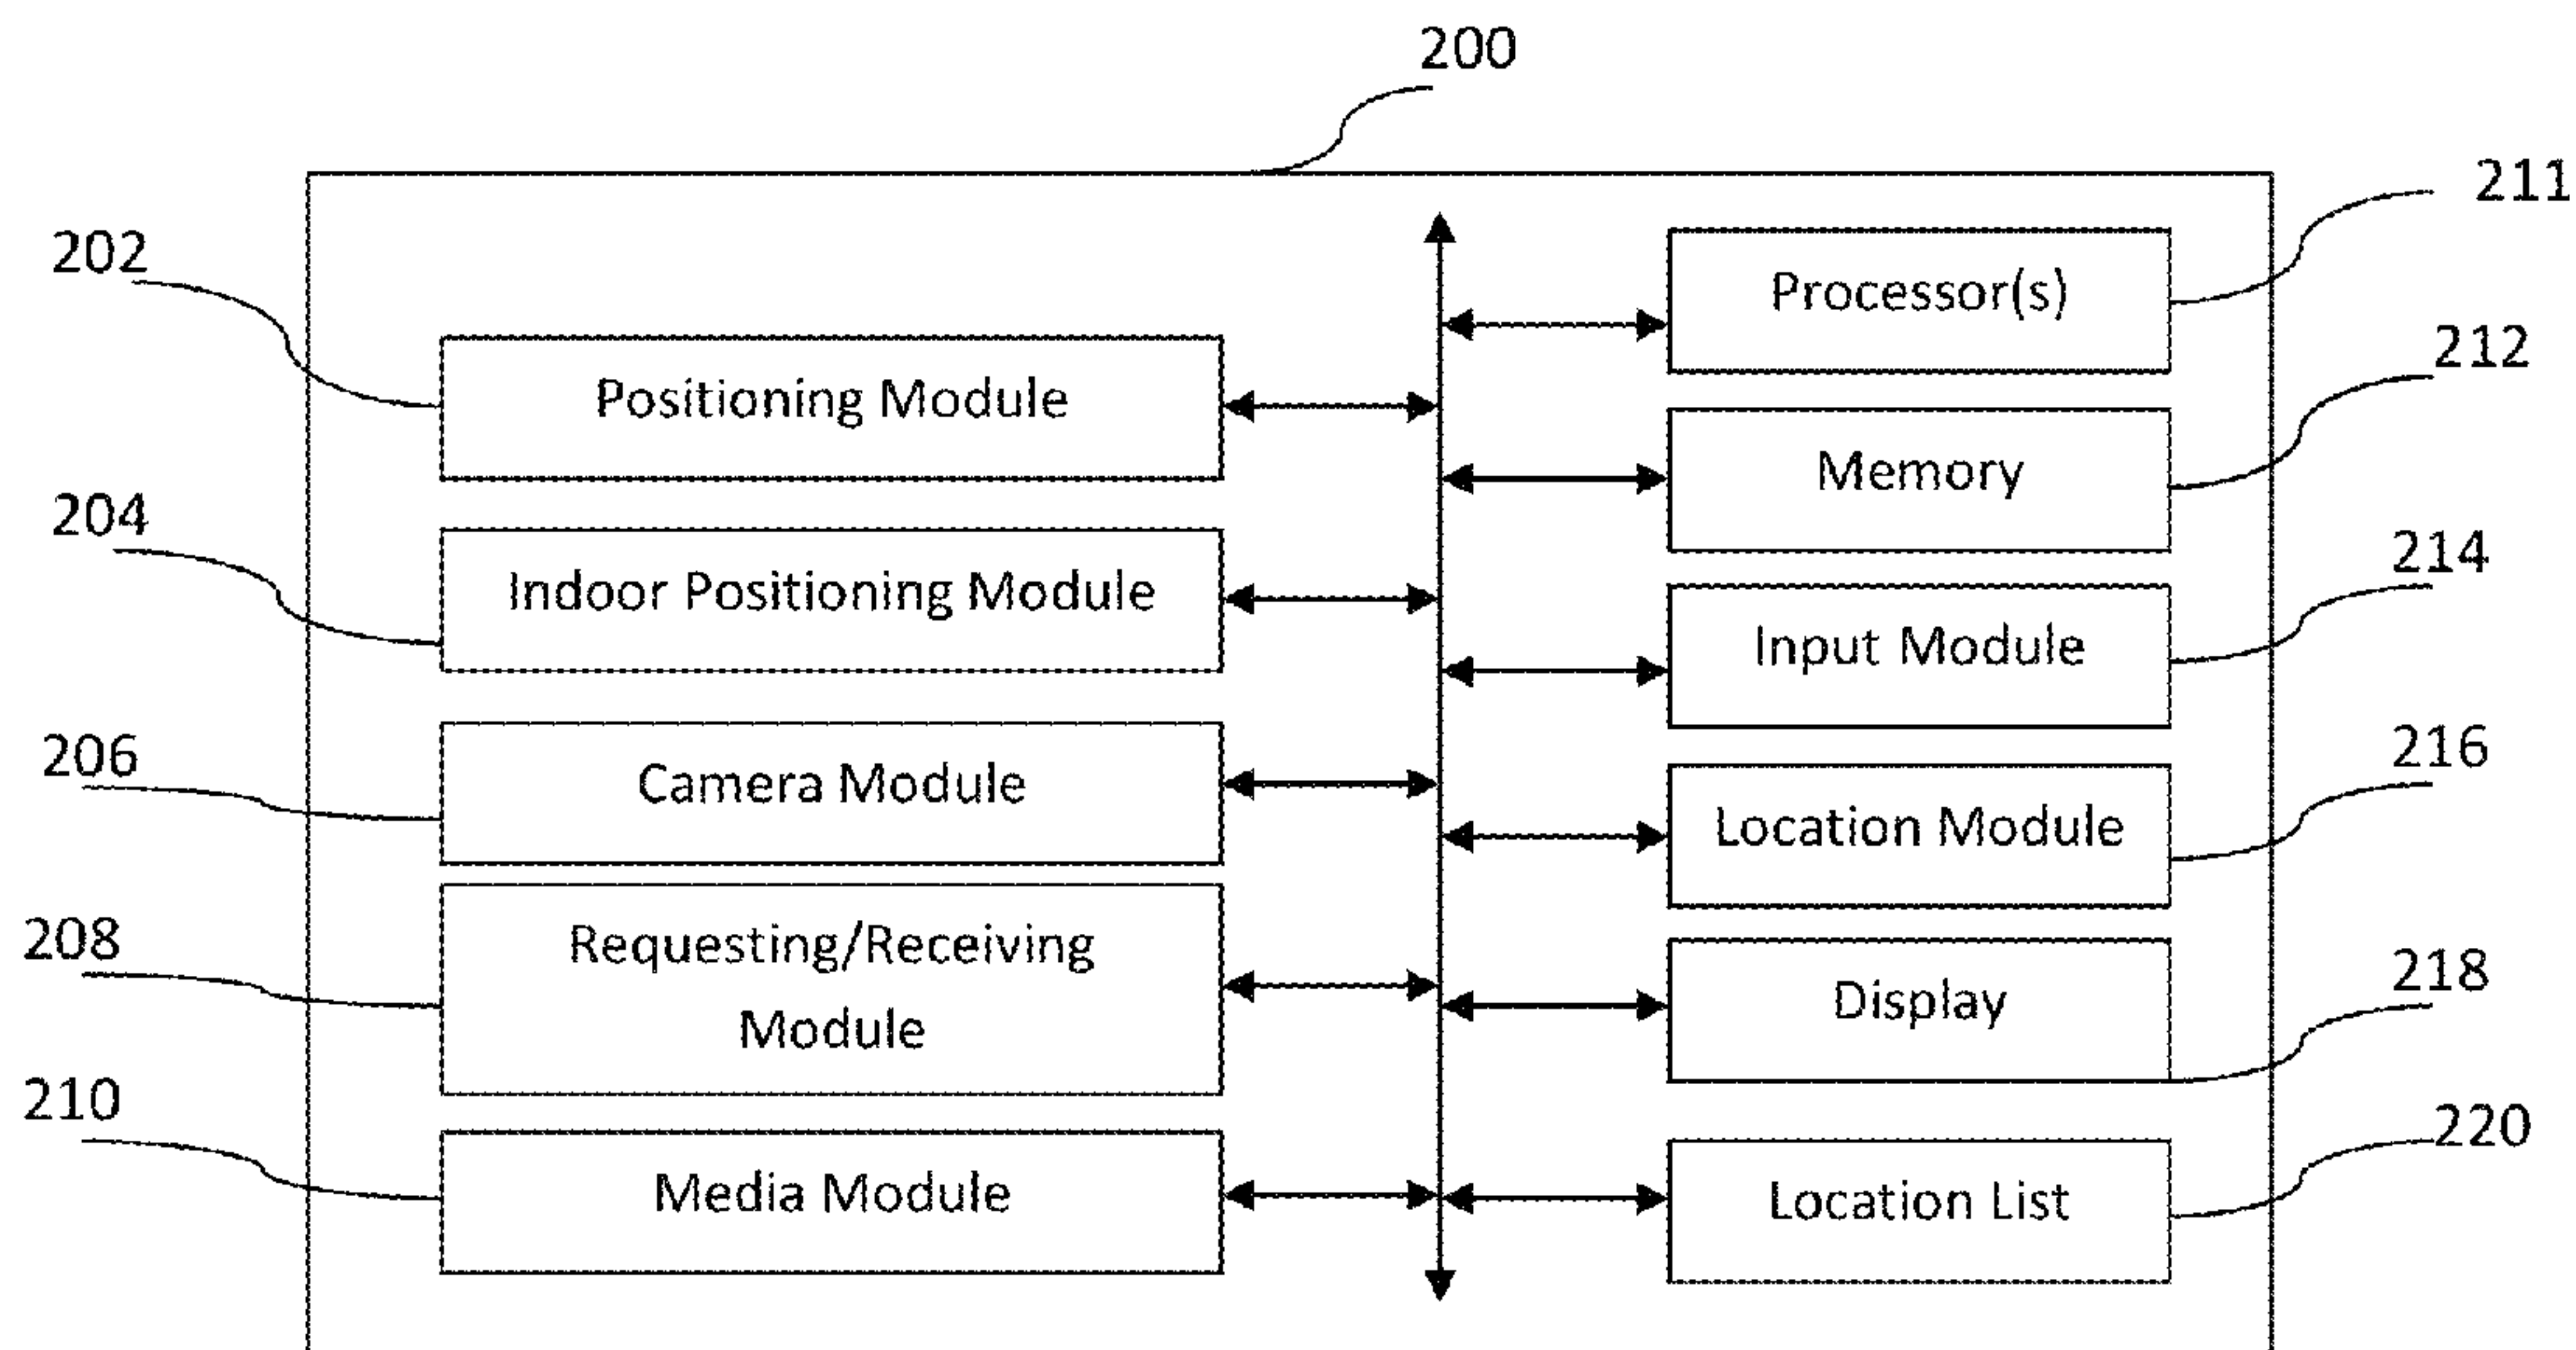 200
211
202
Processor(s)
212
Positioning Module
Memory
204
214
Indoor Positioning Module
Input Module
206
216
Camera Module
Location Module
208
Requesting/Receiving
Module
218
Display
210
220
Media Module
Location List